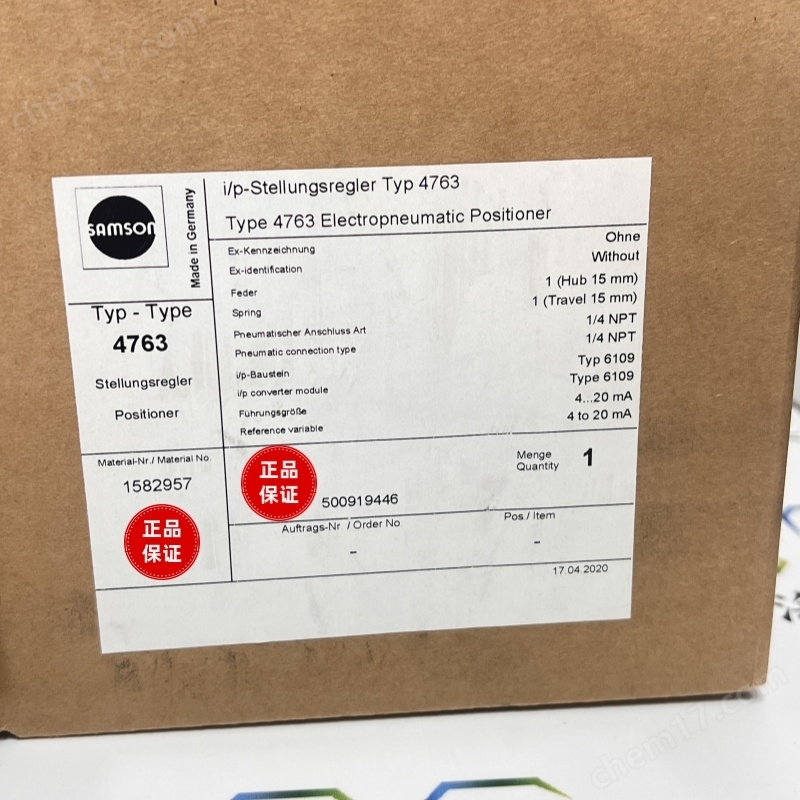 chem17.com
SAMSON
Made in Germany
i/p-Stellungsregler Typ 4763
Type 4763 Electropneumatic Positioner
Typ - Type
4763
Stellungsregler
Positioner
Ex-Kennzeichnung Ohne
Ex-identification Without
Feder 1 (Hub 15 mm)
Spring 1 (Travel 15 mm)
Pneumatischer Anschluss Art 1/4 NPT
Pneumatic connection type 1/4 NPT
i/p-Baustein Typ 6109
i/p converter module Type 6109
Führungsgröße 4...20 mA
Reference variable 4 to 20 mA
Material-Nr./ Material No.
1582957
正品
保证
正品
保证
500919446
Menge
Quantity
1
Auftrags-Nr. / Order No.
-
Pos / Item
-
17.04.2020
chem17.com